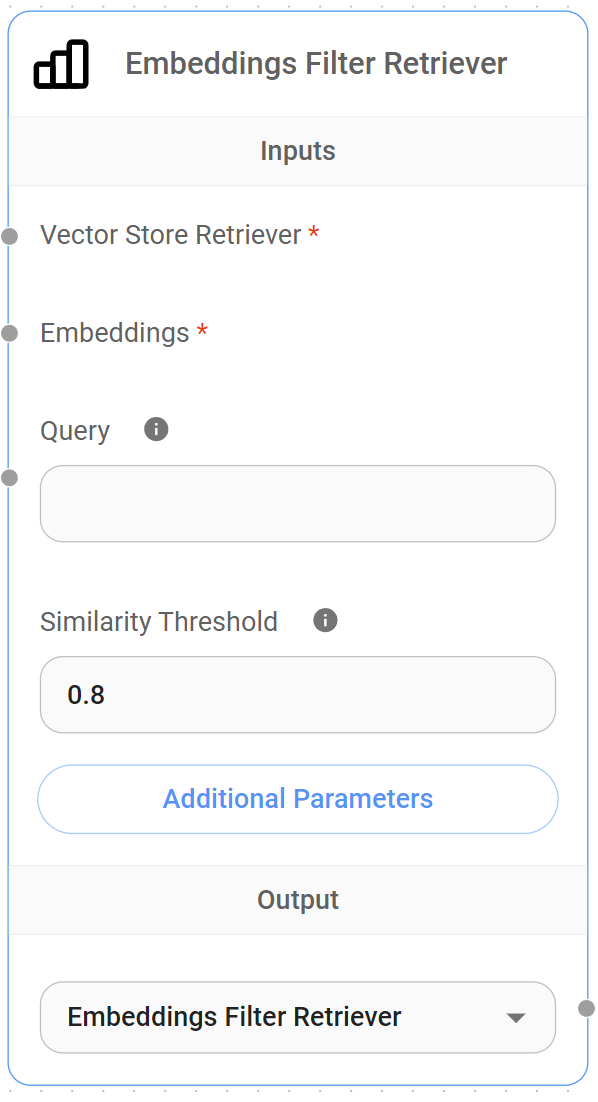 Embeddings Filter Retriever
Inputs
Vector Store Retriever *
Embeddings *
Query
Similarity Threshold
0.8
Additional Parameters
Output
Embeddings Filter Retriever